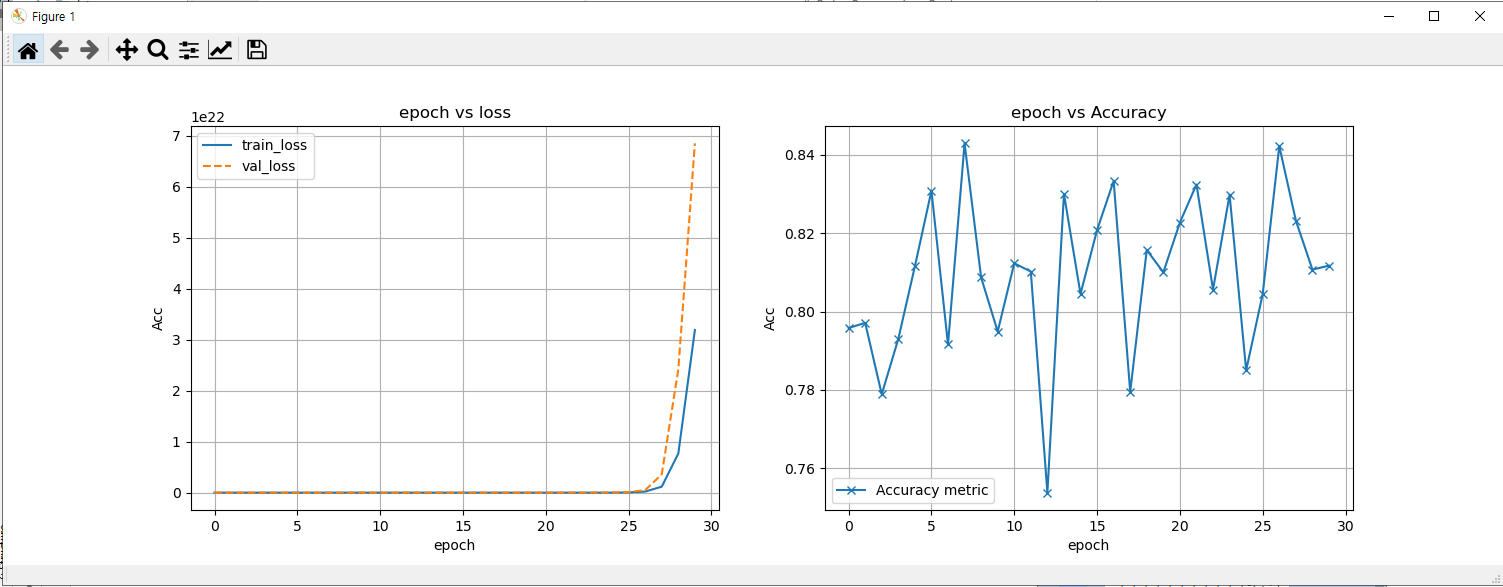 Figure 1
epoch vs loss
1e22
7
6
5
4
3
2
1
0
Acc
train_loss
val_loss
0 5 10 15 20 25 30
epoch
epoch vs Accuracy
0.84
0.82
0.80
0.78
0.76
Acc
Accuracy metric
0 5 10 15 20 25 30
epoch